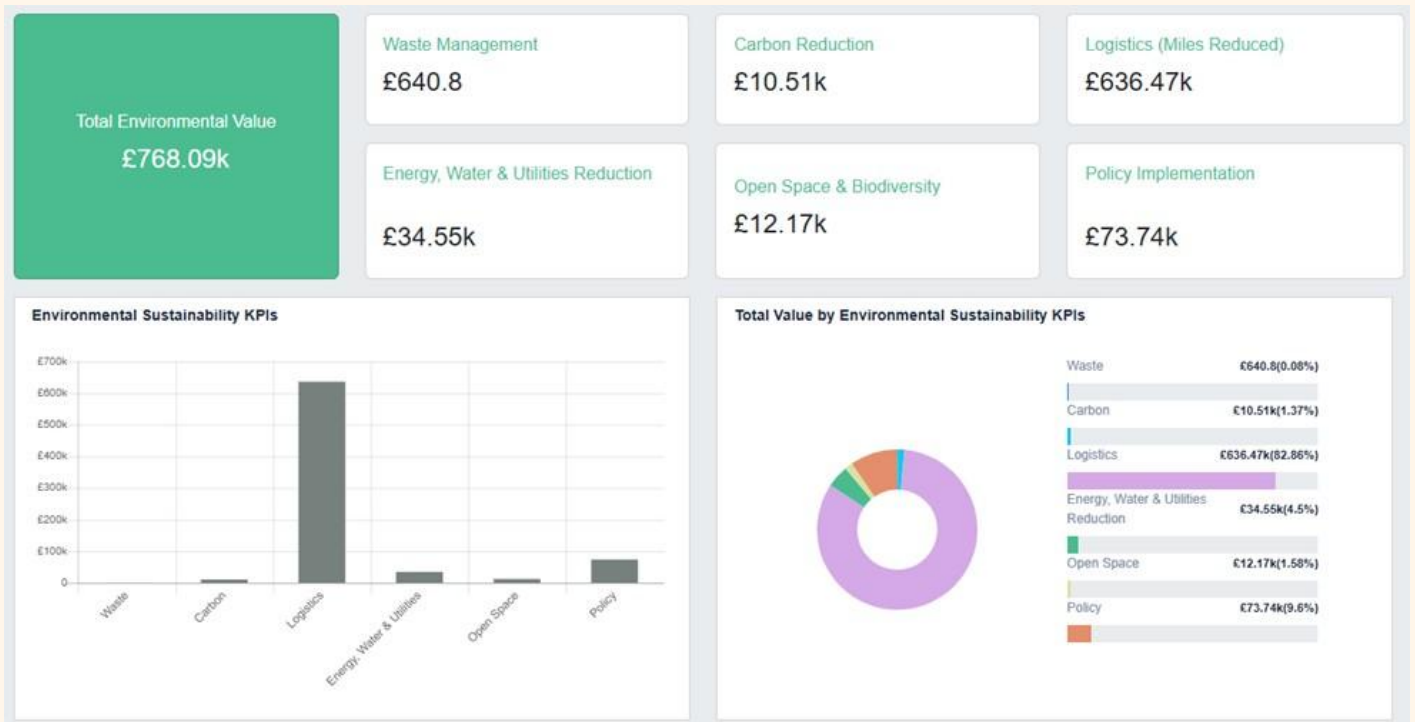 Total Environmental Value
£768.09k
Waste Management
£640.8
Carbon Reduction
£10.51k
Logistics (Miles Reduced)
£636.47k
Energy, Water & Utilities Reduction
£34.55k
Open Space & Biodiversity
£12.17k
Policy Implementation
£73.74k
Environmental Sustainability KPIs
£700k
£600k
£500k
£400k
£300k
£200k
£100k
0
Waste
Carbon
Logistics
Energy, Water & Utilities
Open Space
Policy
Total Value by Environmental Sustainability KPIs
Waste £640.8(0.08%)
Carbon £10.51k(1.37%)
Logistics £636.47k(82.86%)
Energy, Water & Utilities
Reduction £34.55k(4.5%)
Open Space £12.17k(1.58%)
Policy £73.74k(9.6%)